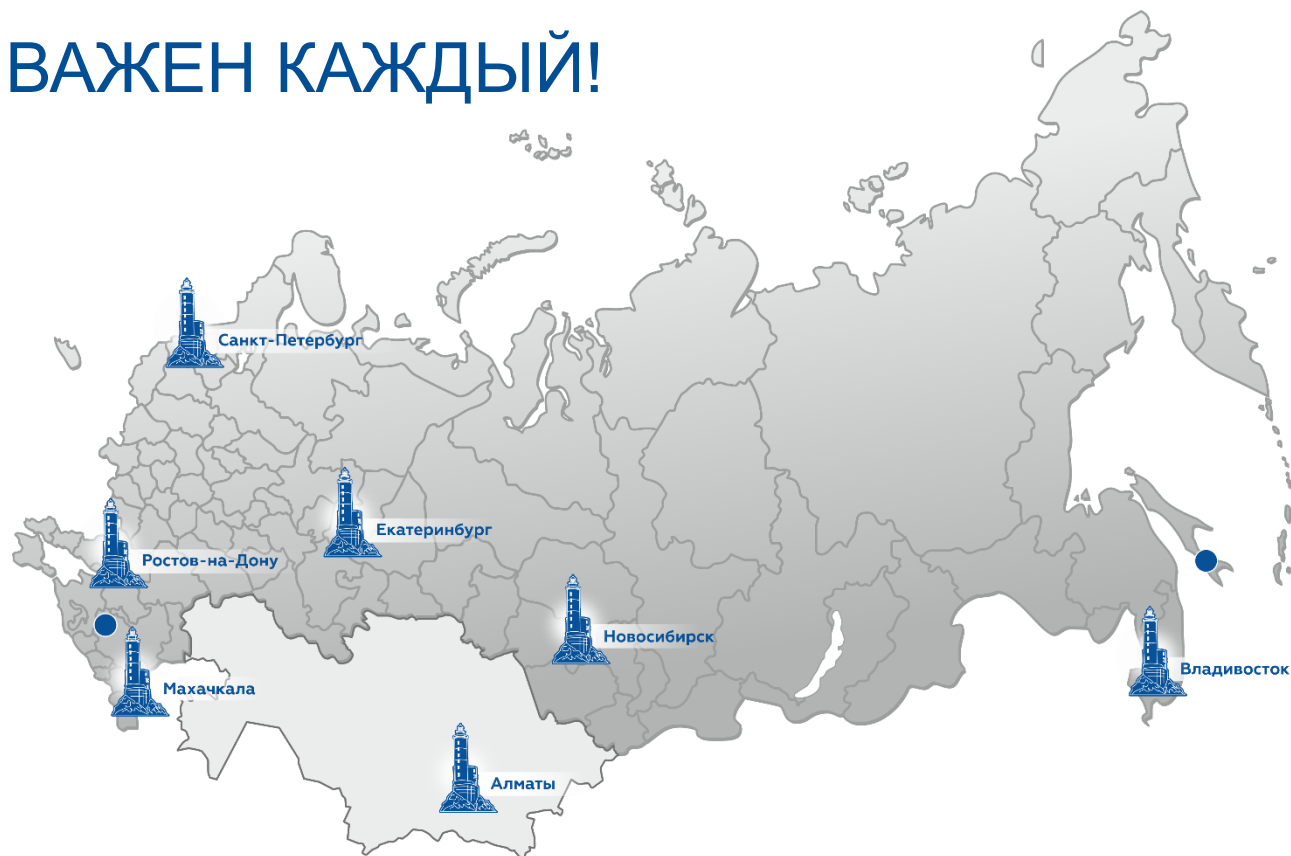 ВАЖЕН КАЖДЫЙ!
Санкт-Петербург
Екатеринбург
Ростов-на-Дону
Новосибирск
Владивосток
Махачкала
Алматы